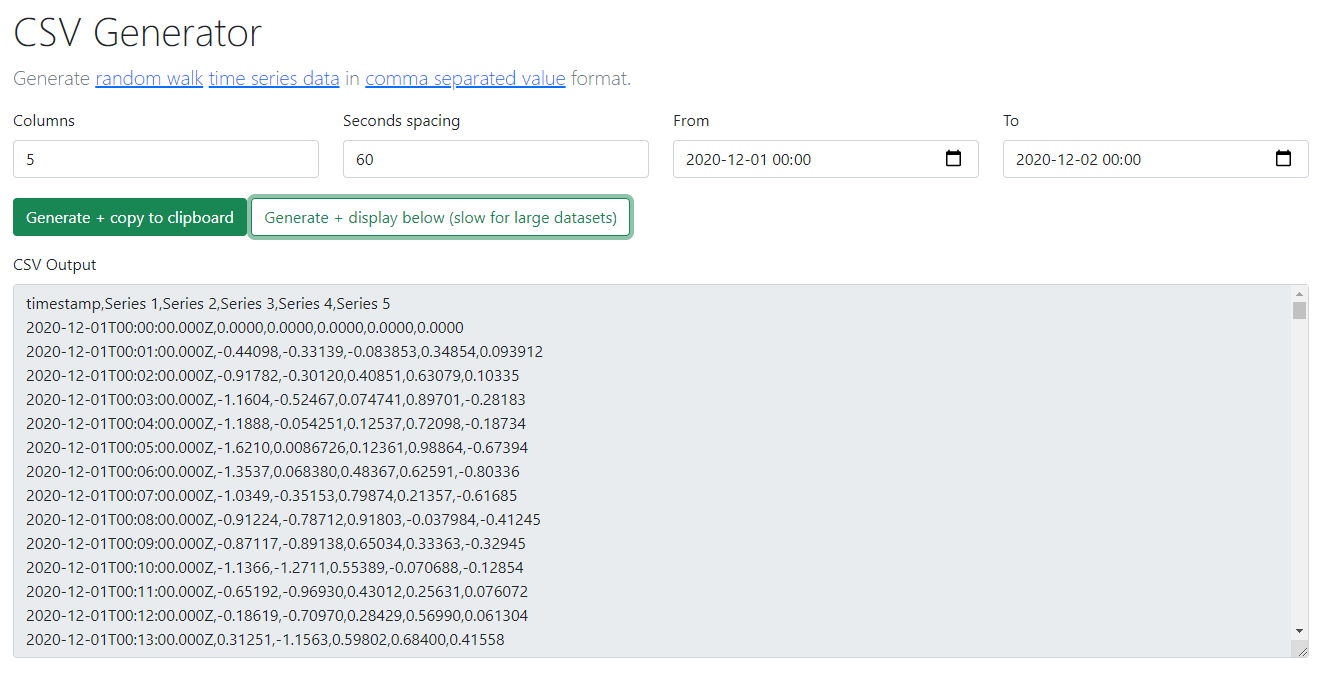 CSV Generator
Generate random walk time series data in comma separated value format.
Columns
Seconds spacing
From
To
5
60
2020-12-01 00:00
2020-12-02 00:00
Generate + copy to clipboard
Generate + display below (slow for large datasets)
CSV Output
timestamp,Series 1,Series 2,Series 3,Series 4,Series 5
2020-12-01T00:00:00.000Z,0.0000,0.0000,0.0000,0.0000,0.0000
2020-12-01T00:01:00.000Z,-0.44098,-0.33139,-0.083853,0.34854,0.093912
2020-12-01T00:02:00.000Z,-0.91782,-0.30120,0.40851,0.63079,0.10335
2020-12-01T00:03:00.000Z,-1.1604,-0.52467,0.074741,0.89701,-0.28183
2020-12-01T00:04:00.000Z,-1.1888,-0.054251,0.12537,0.72098,-0.18734
2020-12-01T00:05:00.000Z,-1.6210,0.0086726,0.12361,0.98864,-0.67394
2020-12-01T00:06:00.000Z,-1.3537,0.068380,0.48367,0.62591,-0.80336
2020-12-01T00:07:00.000Z,-1.0349,-0.35153,0.79874,0.21357,-0.61685
2020-12-01T00:08:00.000Z,-0.91224,-0.78712,0.91803,-0.037984,-0.41245
2020-12-01T00:09:00.000Z,-0.87117,-0.89138,0.65034,0.33363,-0.32945
2020-12-01T00:10:00.000Z,-1.1366,-1.2711,0.55389,-0.070688,-0.12854
2020-12-01T00:11:00.000Z,-0.65192,-0.96930,0.43012,0.25631,0.076072
2020-12-01T00:12:00.000Z,-0.18619,-0.70970,0.28429,0.56990,0.061304
2020-12-01T00:13:00.000Z,0.31251,-1.1563,0.59802,0.68400,0.41558